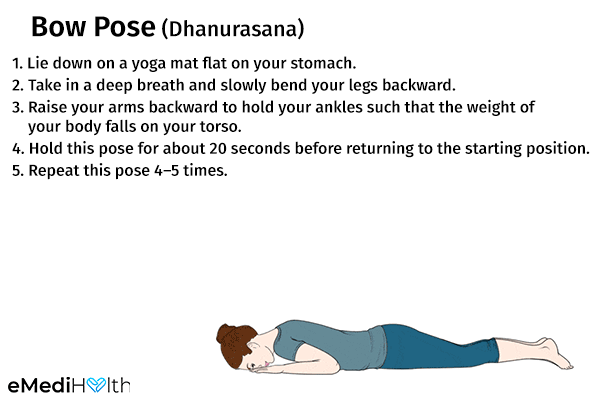 Bow Pose (Dhanurasana)
1. Lie down on a yoga mat flat on your stomach.
2. Take in a deep breath and slowly bend your legs backward.
3. Raise your arms backward to hold your ankles such that the weight of
your body falls on your torso.
4. Hold this pose for about 20 seconds before returning to the starting position.
5. Repeat this pose 4–5 times.
eMediHealth